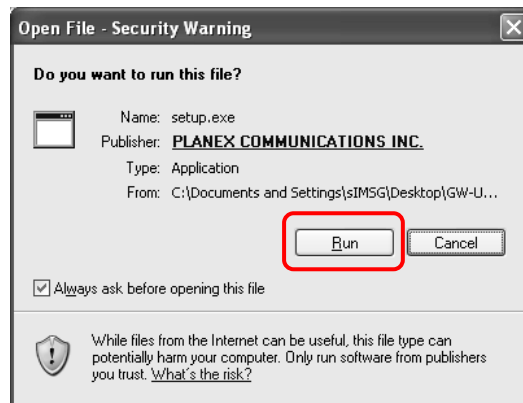 Open File - Security Warning
Do you want to run this file?
Name: setup.exe
Publisher: PLANEX COMMUNICATIONS INC.
Type: Application
From: C:\Documents and Settings\sIMSG\Desktop\GW-U...
Run Cancel
Always ask before opening this file
While files from the Internet can be useful, this file type can
potentially harm your computer. Only run software from publishers
you trust. What's the risk?